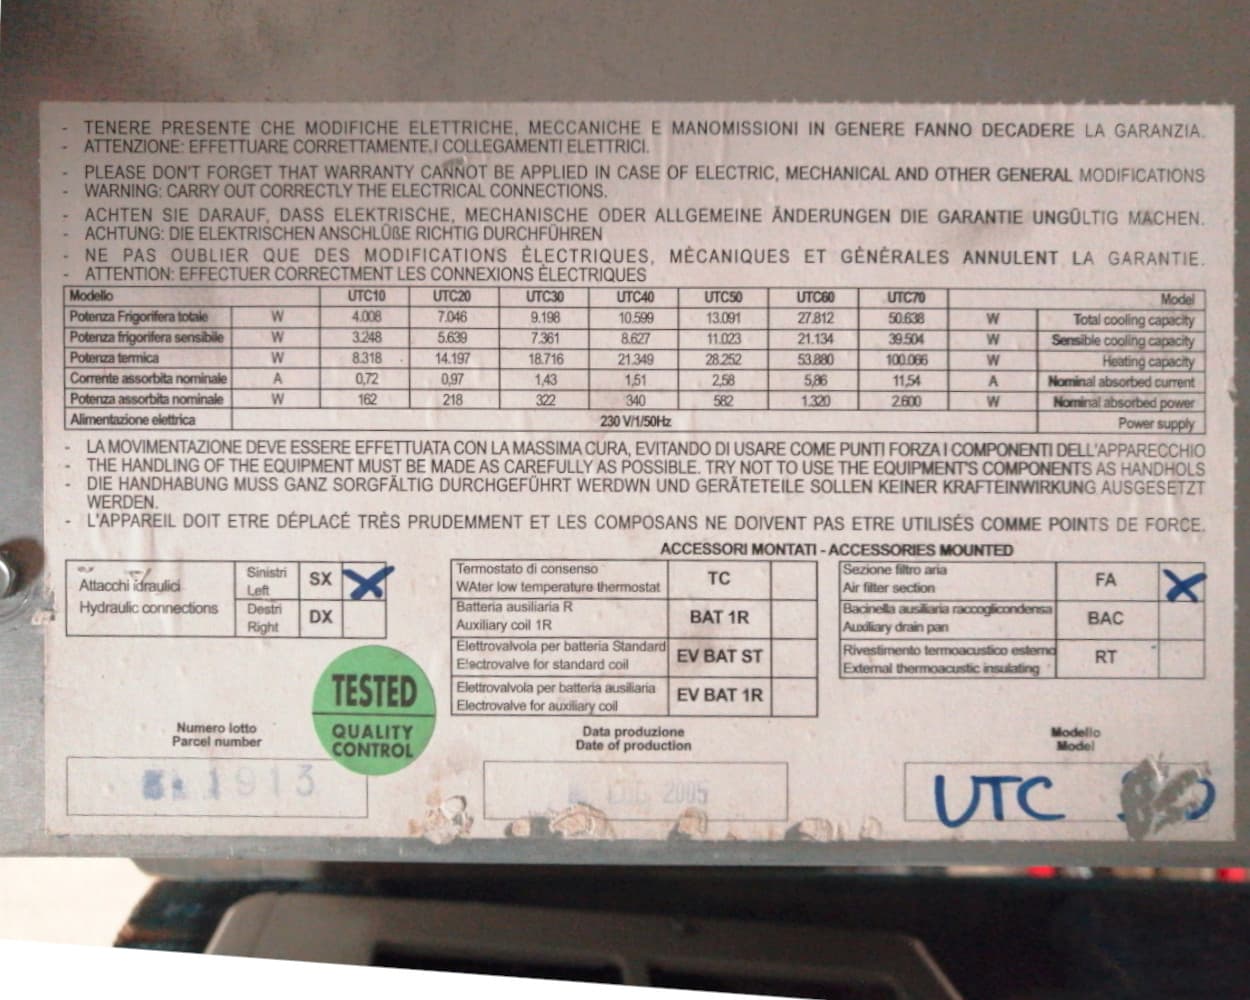 - TENERE PRESENTE CHE MODIFICHE ELETTRICHE, MECCANICHE E MANOMISSIONI IN GENERE FANNO DECADERE LA GARANZIA.
- ATTENZIONE: EFFETTUARE CORRETTAMENTE,I COLLEGAMENTI ELETTRICI.
- PLEASE DON'T FORGET THAT WARRANTY CANNOT BE APPLIED IN CASE OF ELECTRIC, MECHANICAL AND OTHER GENERAL MODIFICATIONS
- WARNING: CARRY OUT CORRECTLY THE ELECTRICAL CONNECTIONS.
- ACHTEN SIE DARAUF, DASS ELEKTRISCHE, MECHANISCHE ODER ALLGEMEINE ÄNDERUNGEN DIE GARANTIE UNGÜLTIG MACHEN.
- ACHTUNG: DIE ELEKTRISCHEN ANSCHLÜßE RICHTIG DURCHFÜHREN
- NE PAS OUBLIER QUE DES MODIFICATIONS ÈLECTRIQUES, MÈCANIQUES ET GÈNÈRALES ANNULENT LA GARANTIE.
- ATTENTION: EFFECTUER CORRECTMENT LES CONNEXIONS ÈLECTRIQUES
Modello UTC10 UTC20 UTC30 UTC40 UTC50 UTC60 UTC70 Model
Potenza Frigorifera totale W 4.008 7.046 9.198 10.599 13.091 27.812 50.638 W Total cooling capacity
Potenza frigorifera sensibile W 3.248 5.639 7.361 8.627 11.023 21.134 39.504 W Sensible cooling capacity
Potenza termica W 8.318 14.197 18.716 21.349 28.252 53.880 100.066 W Heating capacity
Corrente assorbita nominale A 0,72 0,97 1,43 1,51 2,58 5,86 11,54 A Nominal absorbed current
Potenza assorbita nominale W 162 218 322 340 582 1.320 2.600 W Nominal absorbed power
Alimentazione elettrica 230 V/1/50Hz Power supply
- LA MOVIMENTAZIONE DEVE ESSERE EFFETTUATA CON LA MASSIMA CURA, EVITANDO DI USARE COME PUNTI FORZA I COMPONENTI DELL'APPARECCHIO
- THE HANDLING OF THE EQUIPMENT MUST BE MADE AS CAREFULLY AS POSSIBLE. TRY NOT TO USE THE EQUIPMENT'S COMPONENTS AS HANDHOLS
- DIE HANDHABUNG MUSS GANZ SORGFÄLTIG DURCHGEFÜHRT WERDWN UND GERÄTETEILE SOLLEN KEINER KRAFTEINWIRKUNG AUSGESETZT
WERDEN.
- L'APPAREIL DOIT ETRE DÉPLACÉ TRÈS PRUDEMMENT ET LES COMPOSANS NE DOIVENT PAS ETRE UTILISÉS COMME POINTS DE FORCE.
ACCESSORI MONTATI - ACCESSORIES MOUNTED
Attacchi idraulici
Hydraulic connections
Sinistri
Left
SX X
Destri
Right
DX
Termostato di consenso
WAter low temperature thermostat
TC
Batteria ausiliaria R
Auxiliary coil 1R
BAT 1R
Elettrovalvola per batteria Standard
Electrovalve for standard coil
EV BAT ST
Elettrovalvola per batteria ausiliaria
Electrovalve for auxiliary coil
EV BAT 1R
Sezione filtro aria
Air filter section
FA X
Bacinella ausiliaria raccoglicondensa
Auxiliary drain pan
BAC
Rivestimento termoacustico esterno
External thermoacustic insulating
RT
TESTED
QUALITY
CONTROL
Numero lotto
Parcel number
1913
Data produzione
Date of production
2005
Modello
Model
UTC